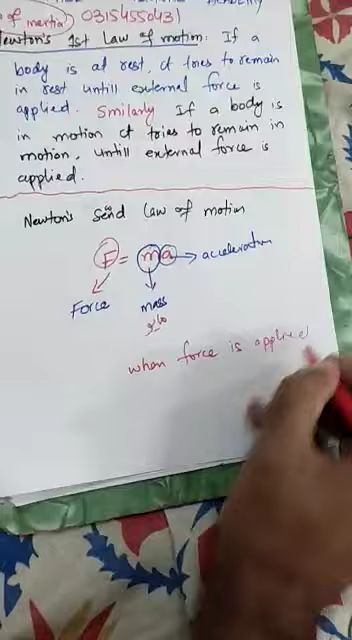 of inertia) 03154550431 Academy
Newton's 1st Law of motion: If a
body is at rest, it tries to remain
in rest untill external force is
applied. Smilarly If a body is
in motion it tries to remain in
motion, untill external force is
applied.
Newton's Law of motion
F = ma → acceleration
Force mass
when force is applied